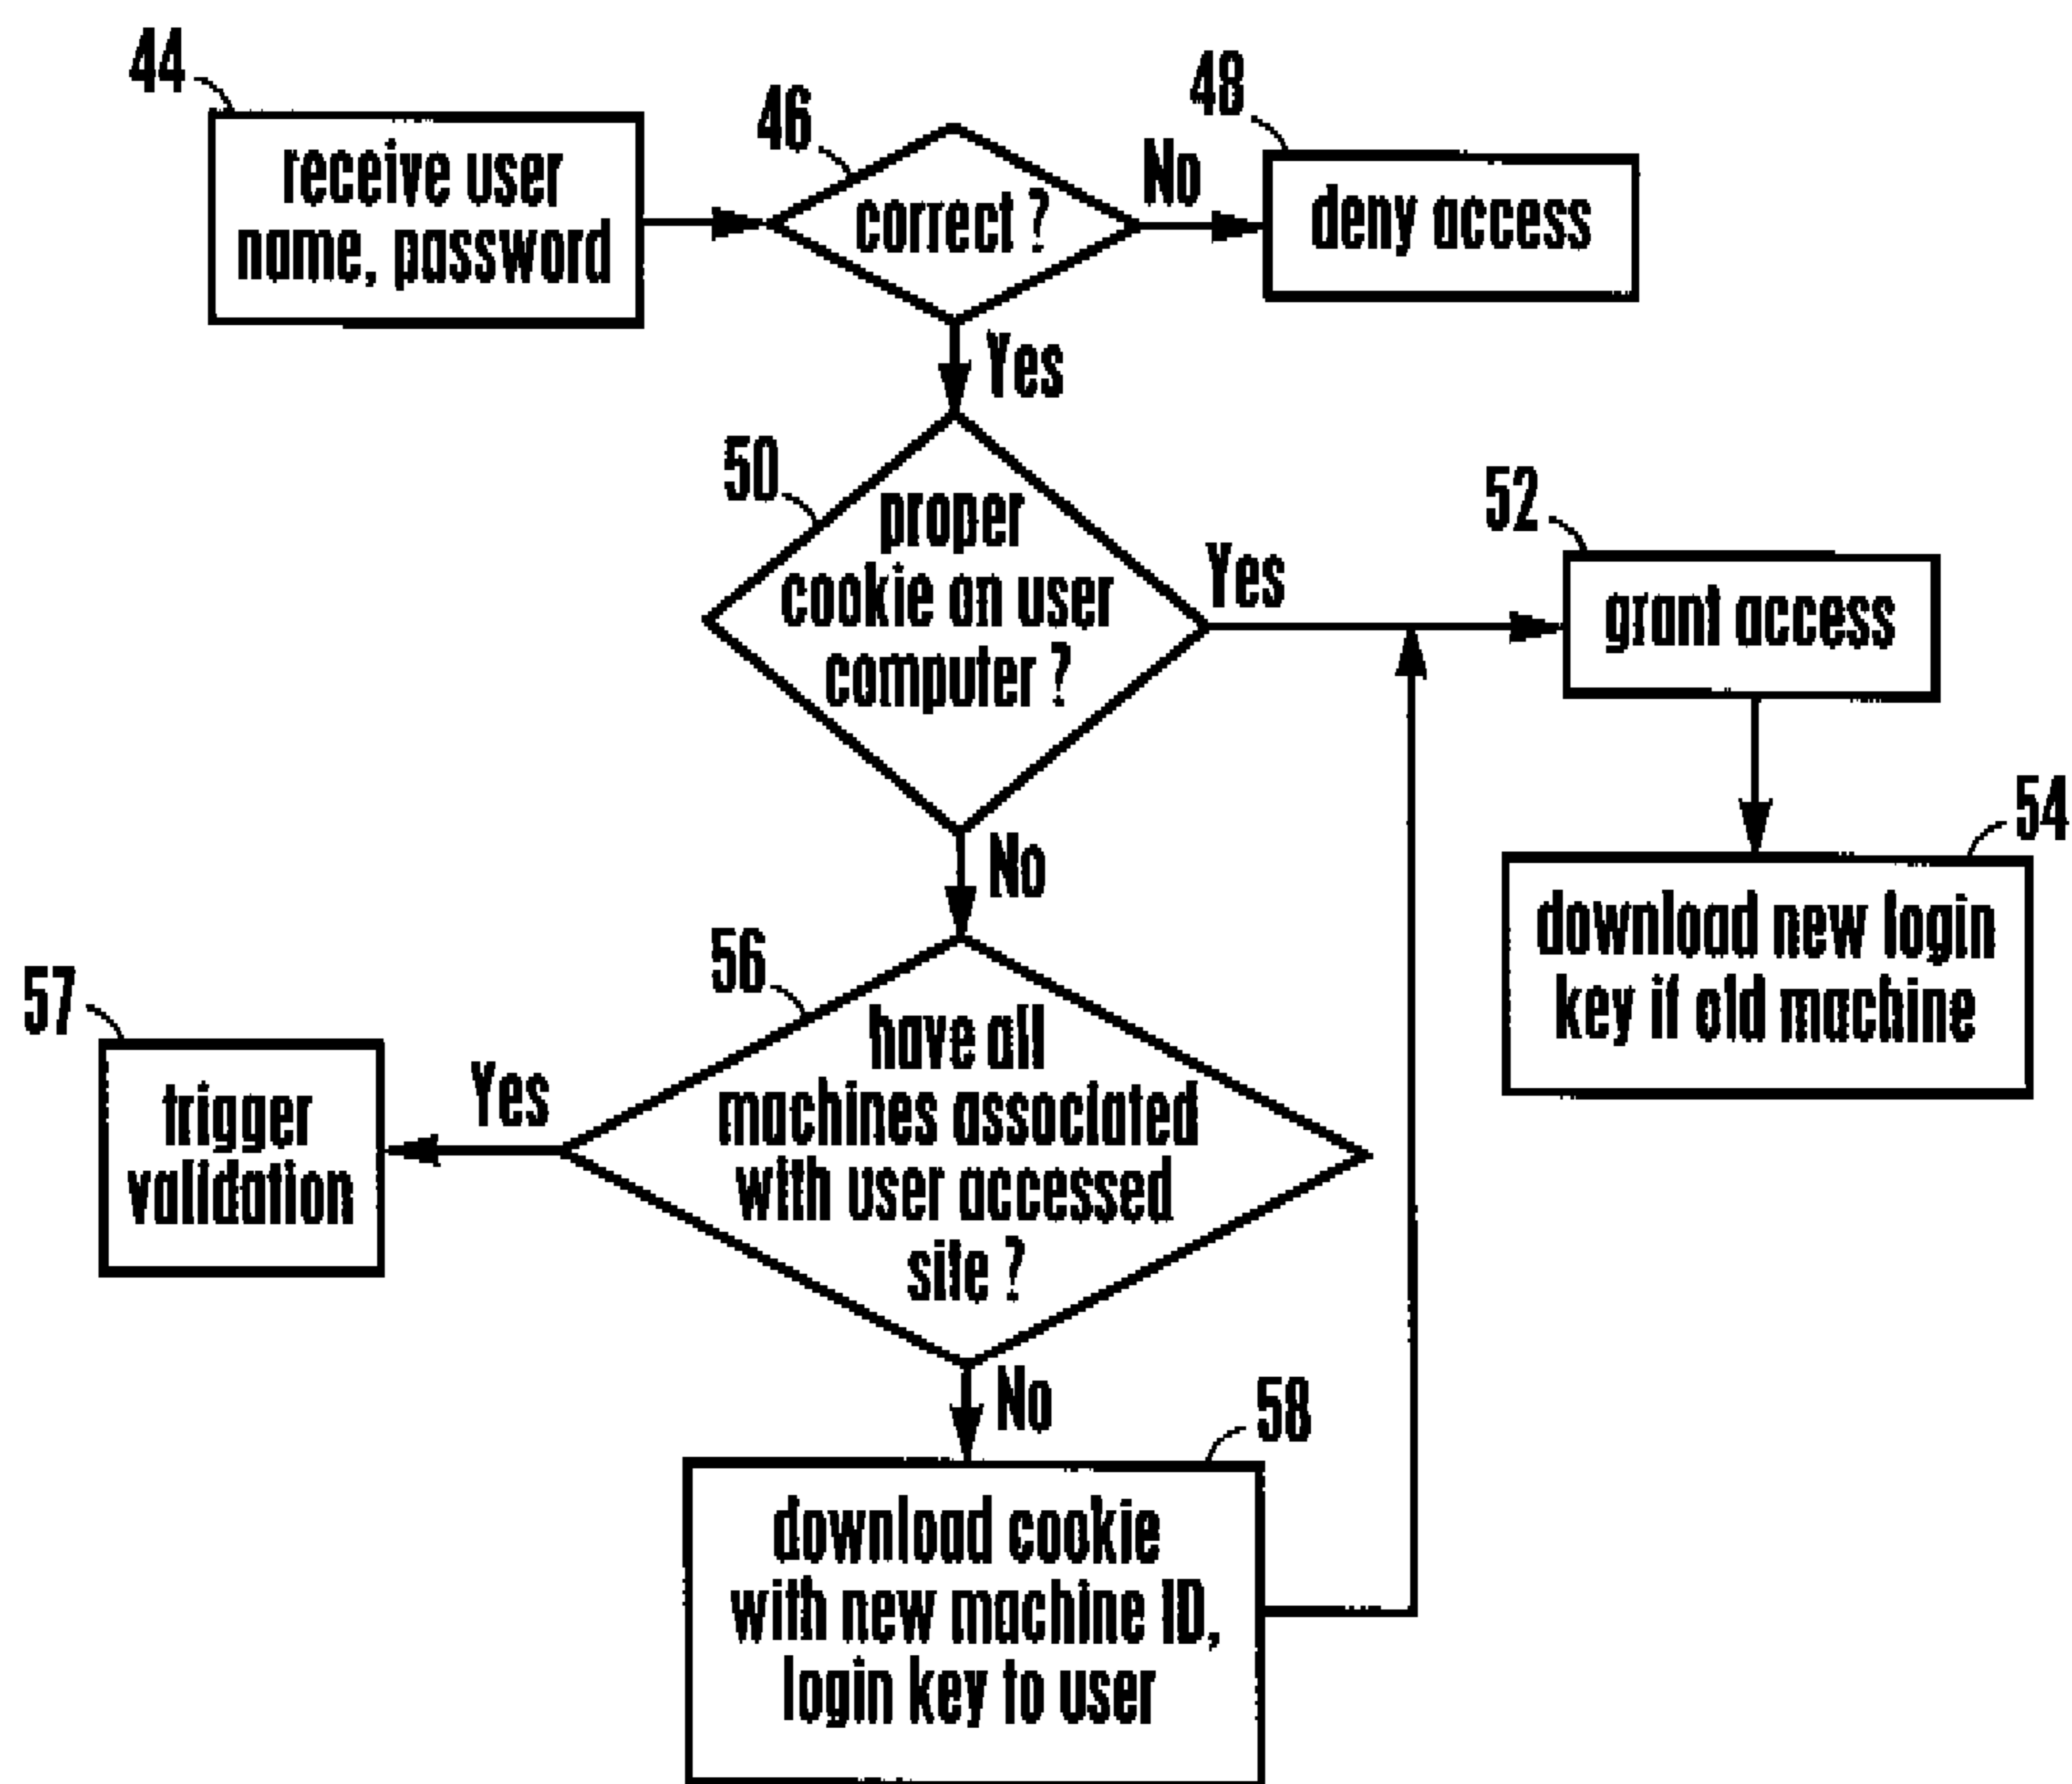 44
receive user
name, password
46
correct ?
No
48
deny access
Yes
50
proper
cookie on user
computer ?
Yes
52
grant access
54
download new login
key if old machine
No
56
have all
machines associated
with user accessed
site ?
Yes
57
trigger
validation
No
58
download cookie
with new machine ID,
login key to user